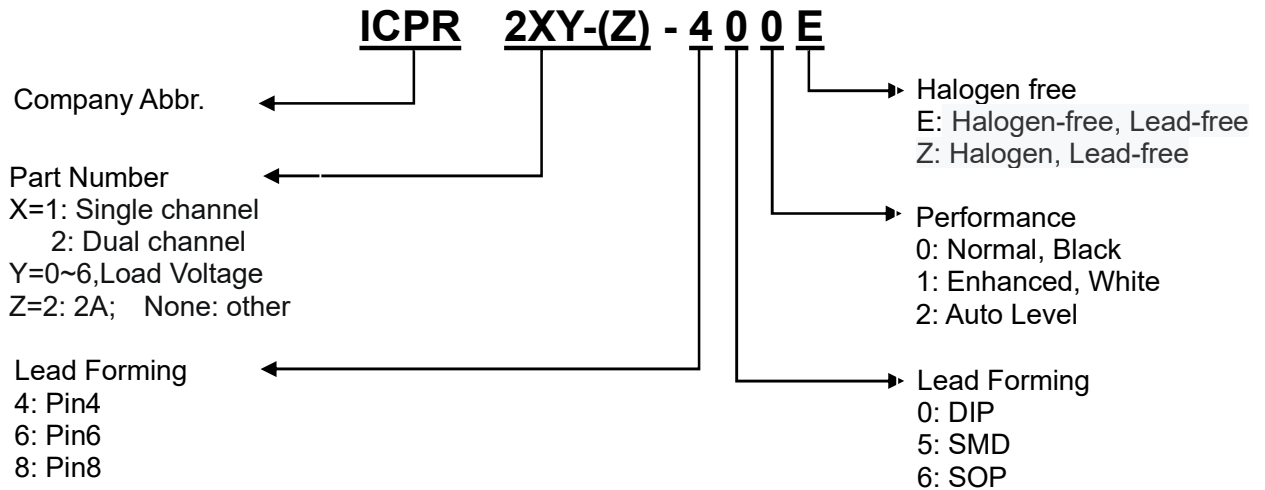 ICPR 2XY-(Z) - 4 0 0 E
Company Abbr.
Part Number
X=1: Single channel
2: Dual channel
Y=0~6,Load Voltage
Z=2: 2A; None: other
Lead Forming
4: Pin4
6: Pin6
8: Pin8
Halogen free
E: Halogen-free, Lead-free
Z: Halogen, Lead-free
Performance
0: Normal, Black
1: Enhanced, White
2: Auto Level
Lead Forming
0: DIP
5: SMD
6: SOP